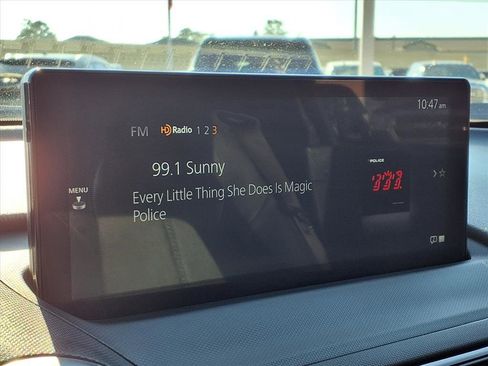 10:47 am
FM HD Radio 1 2 3
99.1 Sunny
MENU
Every Little Thing She Does Is Magic
Police
POLICE